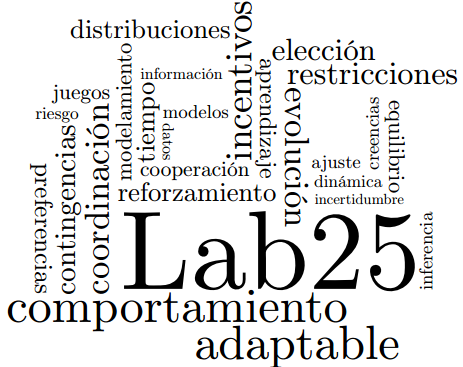 distribuciones
incentivos
elección
restricciones
modelamiento
información
aprendizaje
juegos
tiempo
modelos
datos
evolución
creencias
equilibrio
riesgo
coordinación
contingencias
preferencias
cooperación
ajuste
dinámica
incertidumbre
reforzamiento
Lab25
inferencia
comportamiento
adaptable